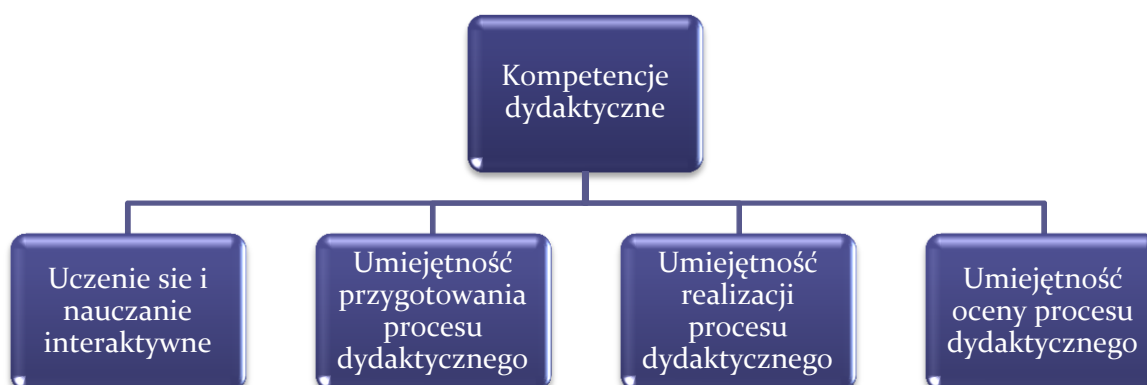 Kompetencje
dydaktyczne
Uczenie sie i
nauczanie
interaktywne
Umiejętność
przygotowania
procesu
dydaktycznego
Umiejętność
realizacji
procesu
dydaktycznego
Umiejętność
oceny procesu
dydaktycznego